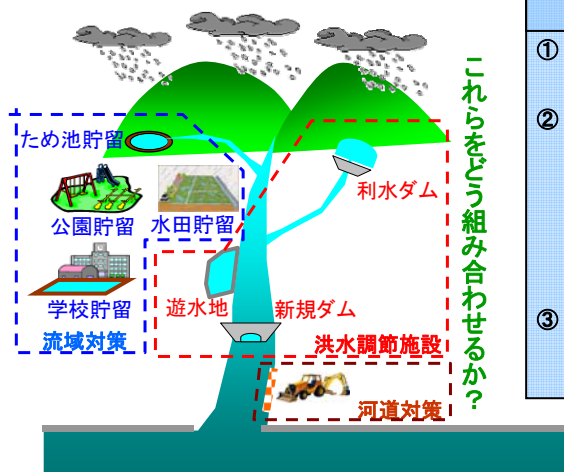 ため池貯留
公園貯留
水田貯留
学校貯留
流域対策
利水ダム
遊水地
新規ダム
洪水調節施設
河道対策
これらをどう組み合わせるか？
①
②
③